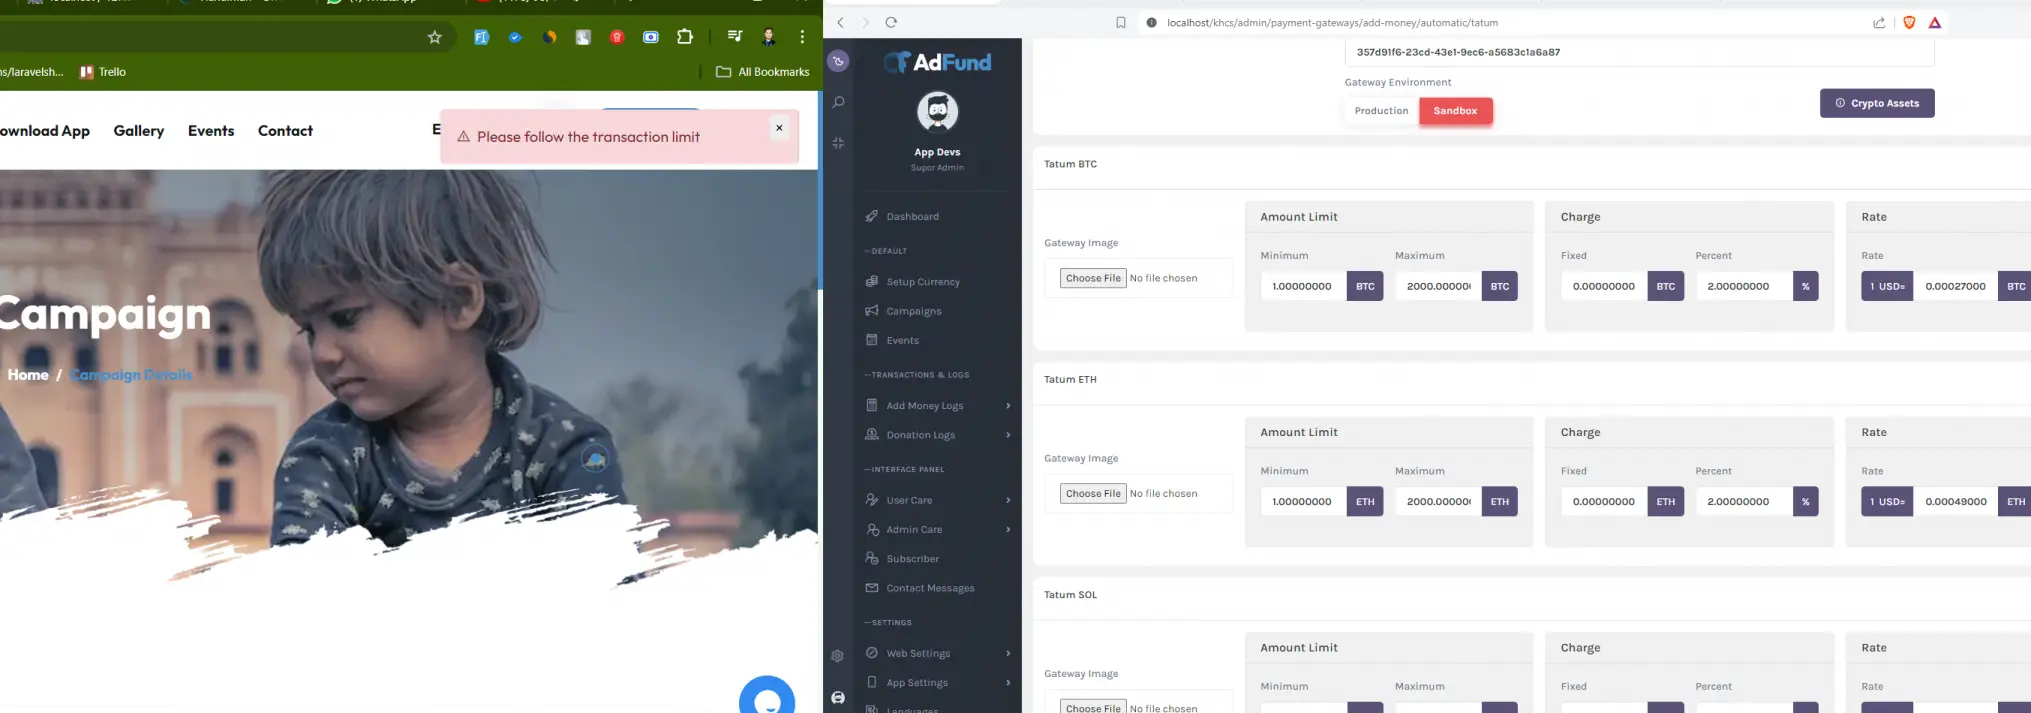 ns/laravelsh...
Trello
All Bookmarks
ownload App
Gallery
Events
Contact
E
Please follow the transaction limit
Campaign
Home / Campaign Details
localhost/khcs/admin/payment-gateways/add-money/automatic/tatum
AdFund
App Devs
Super Admin
Dashboard
--DEFAULT
Setup Currency
Campaigns
Events
--TRANSACTIONS & LOGS
Add Money Logs
Donation Logs
--INTERFACE PANEL
User Care
Admin Care
Subscriber
Contact Messages
--SETTINGS
Web Settings
App Settings
Languages
357d91f6-23cd-43e1-9ec6-a5683c1a6a87
Gateway Environment
Production
Sandbox
Crypto Assets
Tatum BTC
Gateway Image
Choose File No file chosen
Amount Limit
Minimum
Maximum
1.00000000 BTC
2000.000000 BTC
Charge
Fixed
Percent
0.00000000 BTC
2.00000000 %
Rate
Rate
1 USD= 0.00027000 BTC
Tatum ETH
Gateway Image
Choose File No file chosen
Amount Limit
Minimum
Maximum
1.00000000 ETH
2000.000000 ETH
Charge
Fixed
Percent
0.00000000 ETH
2.00000000 %
Rate
Rate
1 USD= 0.00049000 ETH
Tatum SOL
Gateway Image
Choose File No file chosen
Amount Limit
Minimum
Maximum
Charge
Fixed
Percent
Rate
Rate